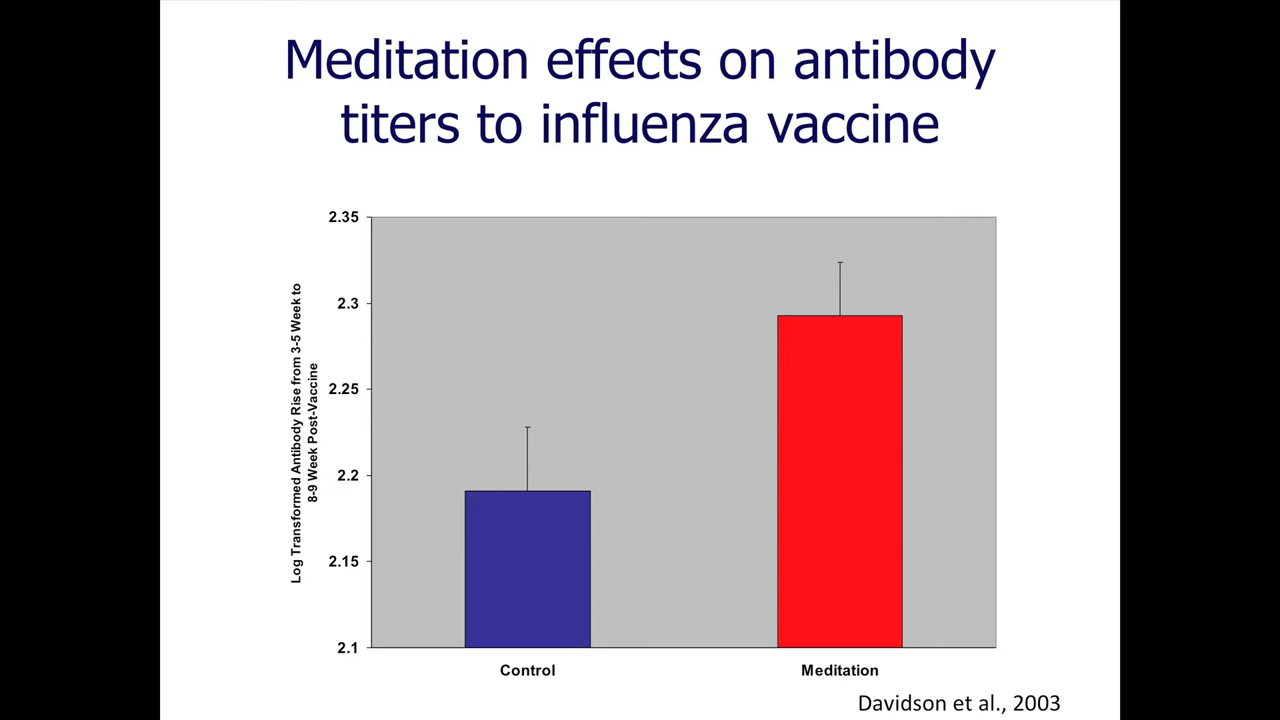 Meditation effects on antibody
titers to influenza vaccine
Log Transformed Antibody Rise from 3-5 Week to
8-9 Week Post-Vaccine
2.35
2.3
2.25
2.2
2.15
2.1
Control
Meditation
Davidson et al., 2003